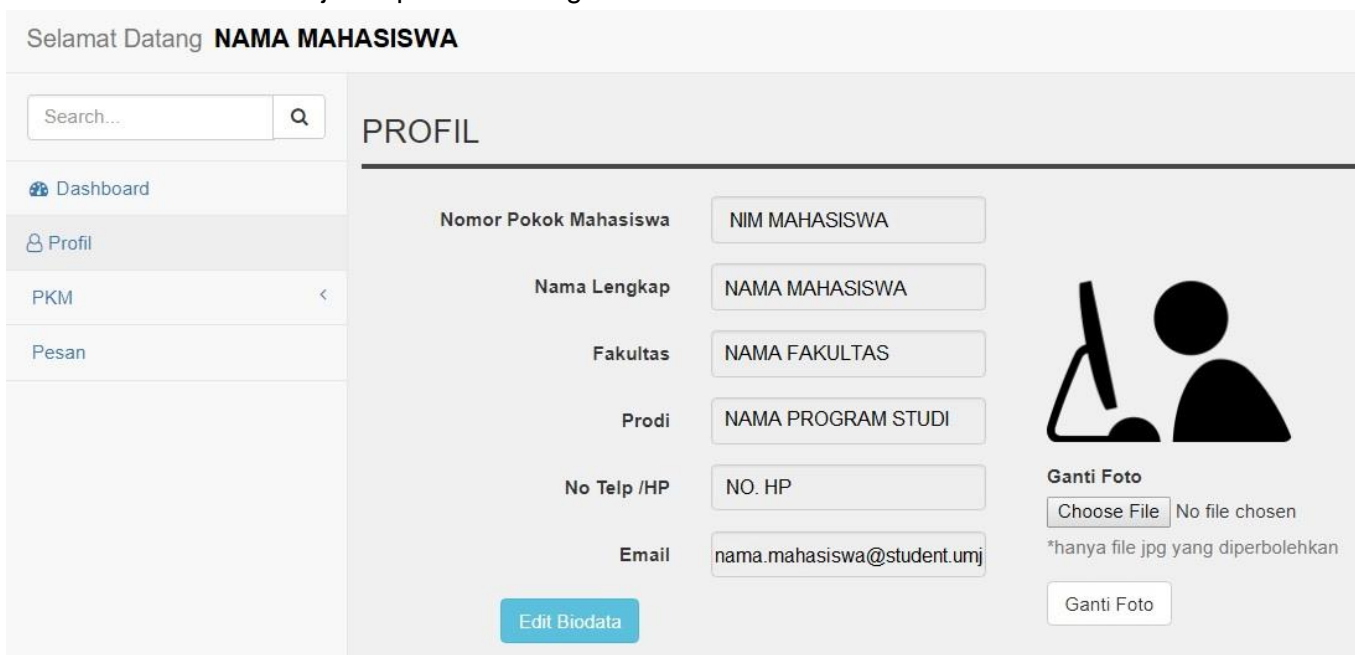 Selamat Datang NAMA MAHASISWA
Search...
Dashboard
Profil
PKM
Pesan
PROFIL
Nomor Pokok Mahasiswa NIM MAHASISWA
Nama Lengkap NAMA MAHASISWA
Fakultas NAMA FAKULTAS
Prodi NAMA PROGRAM STUDI
No Telp /HP NO. HP
Email nama.mahasiswa@student.umj
Edit Biodata
Ganti Foto
Choose File No file chosen
*hanya file jpg yang diperbolehkan
Ganti Foto